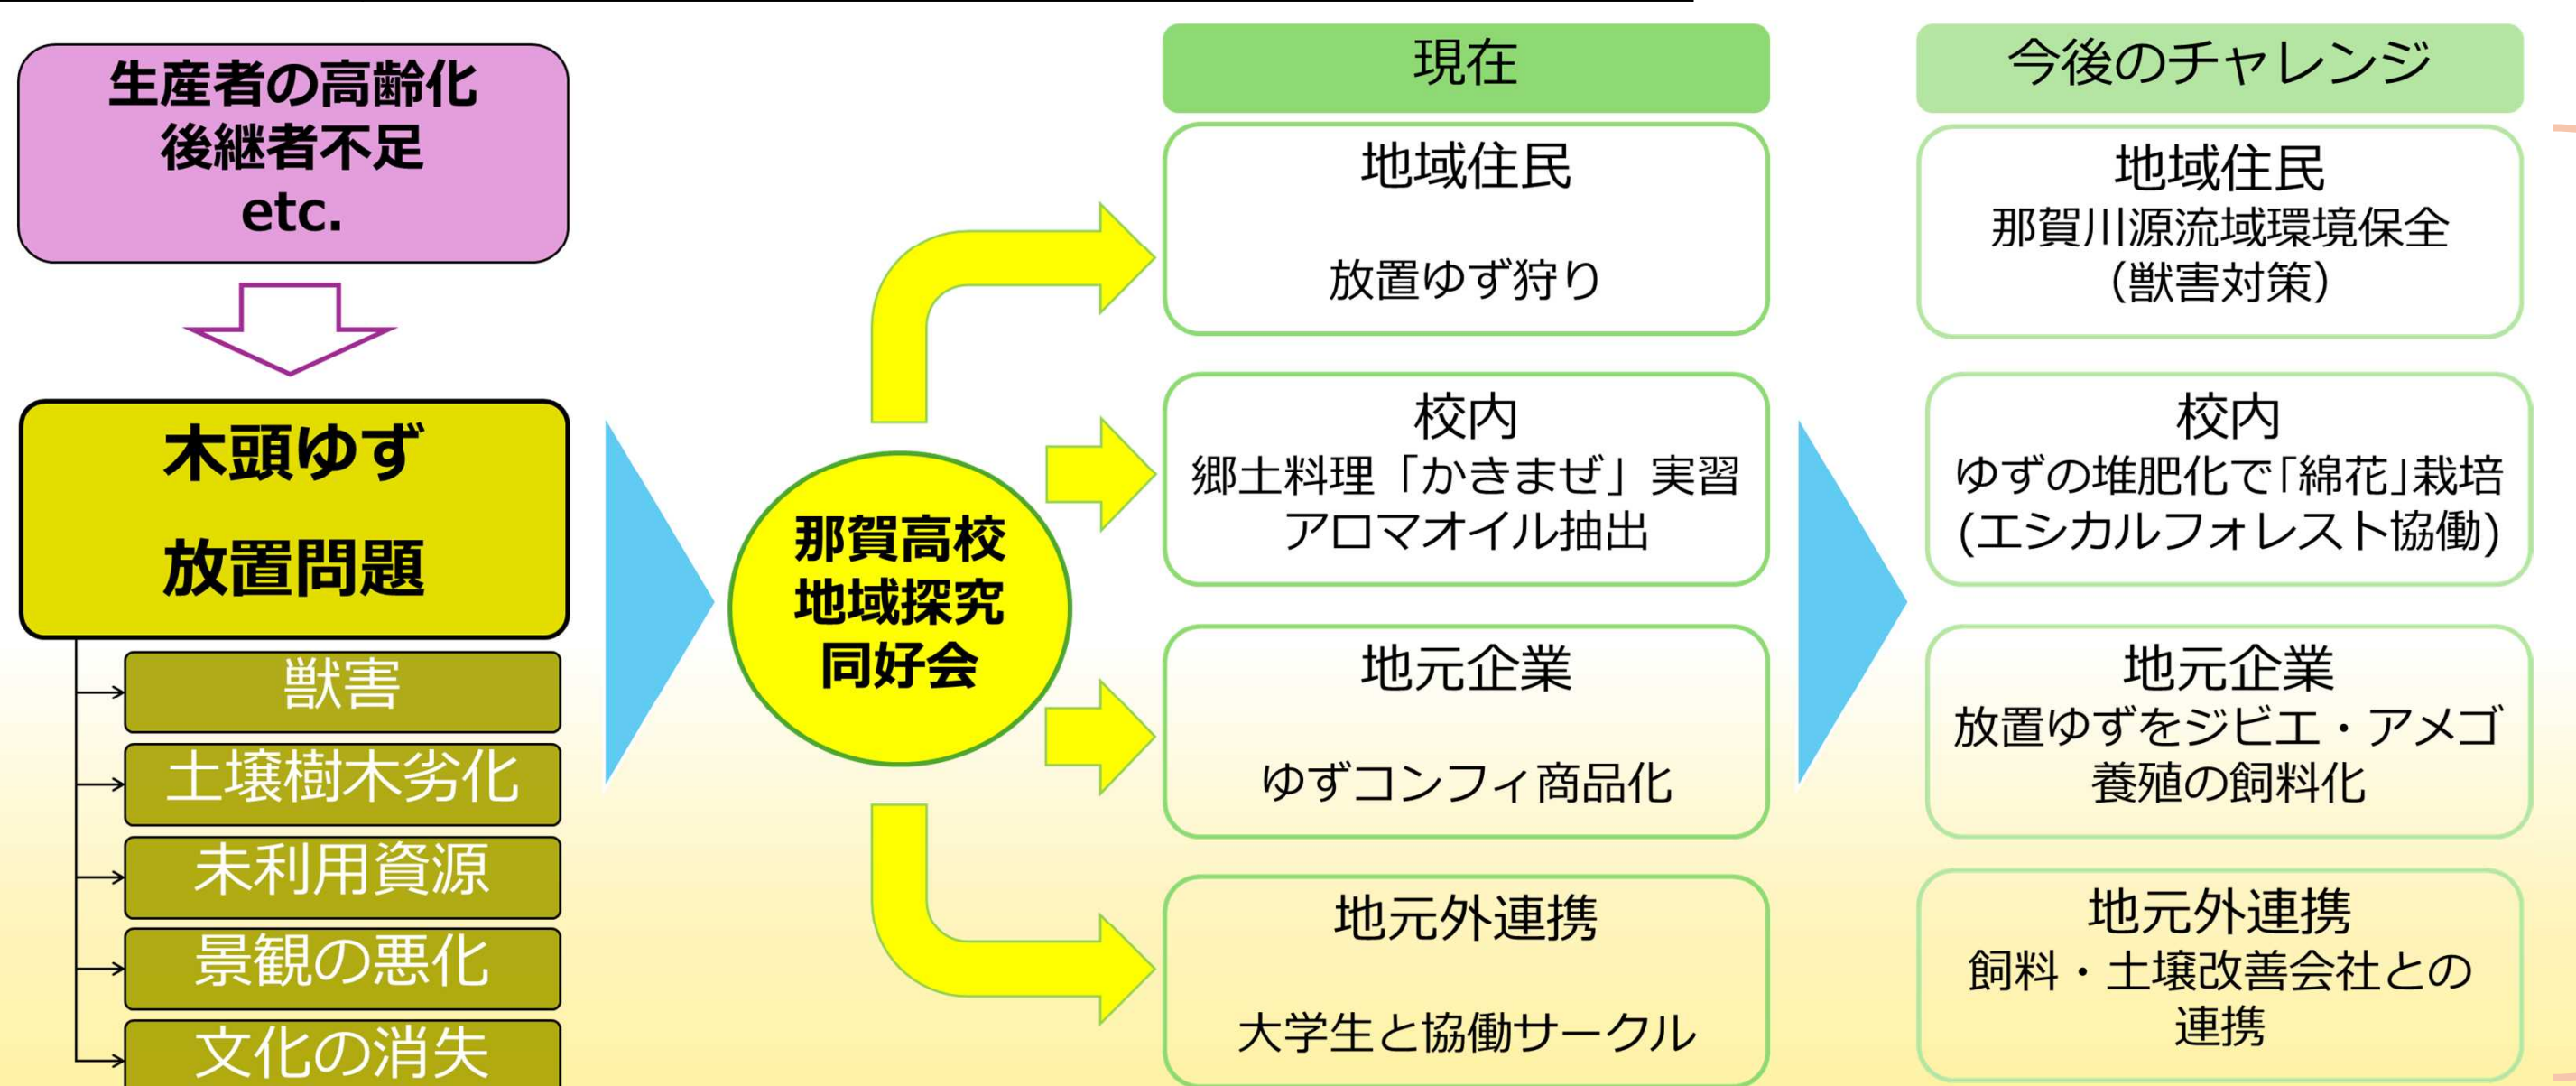 生産者の高齢化
後継者不足
etc.
木頭ゆず
放置問題
獣害
土壌樹木劣化
未利用資源
景観の悪化
文化の消失
那賀高校
地域探究
同好会
現在
地域住民
放置ゆず狩り
校内
郷土料理「かきまぜ」実習
アロマオイル抽出
地元企業
ゆずコンフィ商品化
地元外連携
大学生と協働サークル
今後のチャレンジ
地域住民
那賀川源流域環境保全
（獣害対策）
校内
ゆずの堆肥化で｢綿花｣栽培
(エシカルフォレスト協働)
地元企業
放置ゆずをジビエ・アメゴ
養殖の飼料化
地元外連携
飼料・土壌改善会社との
連携